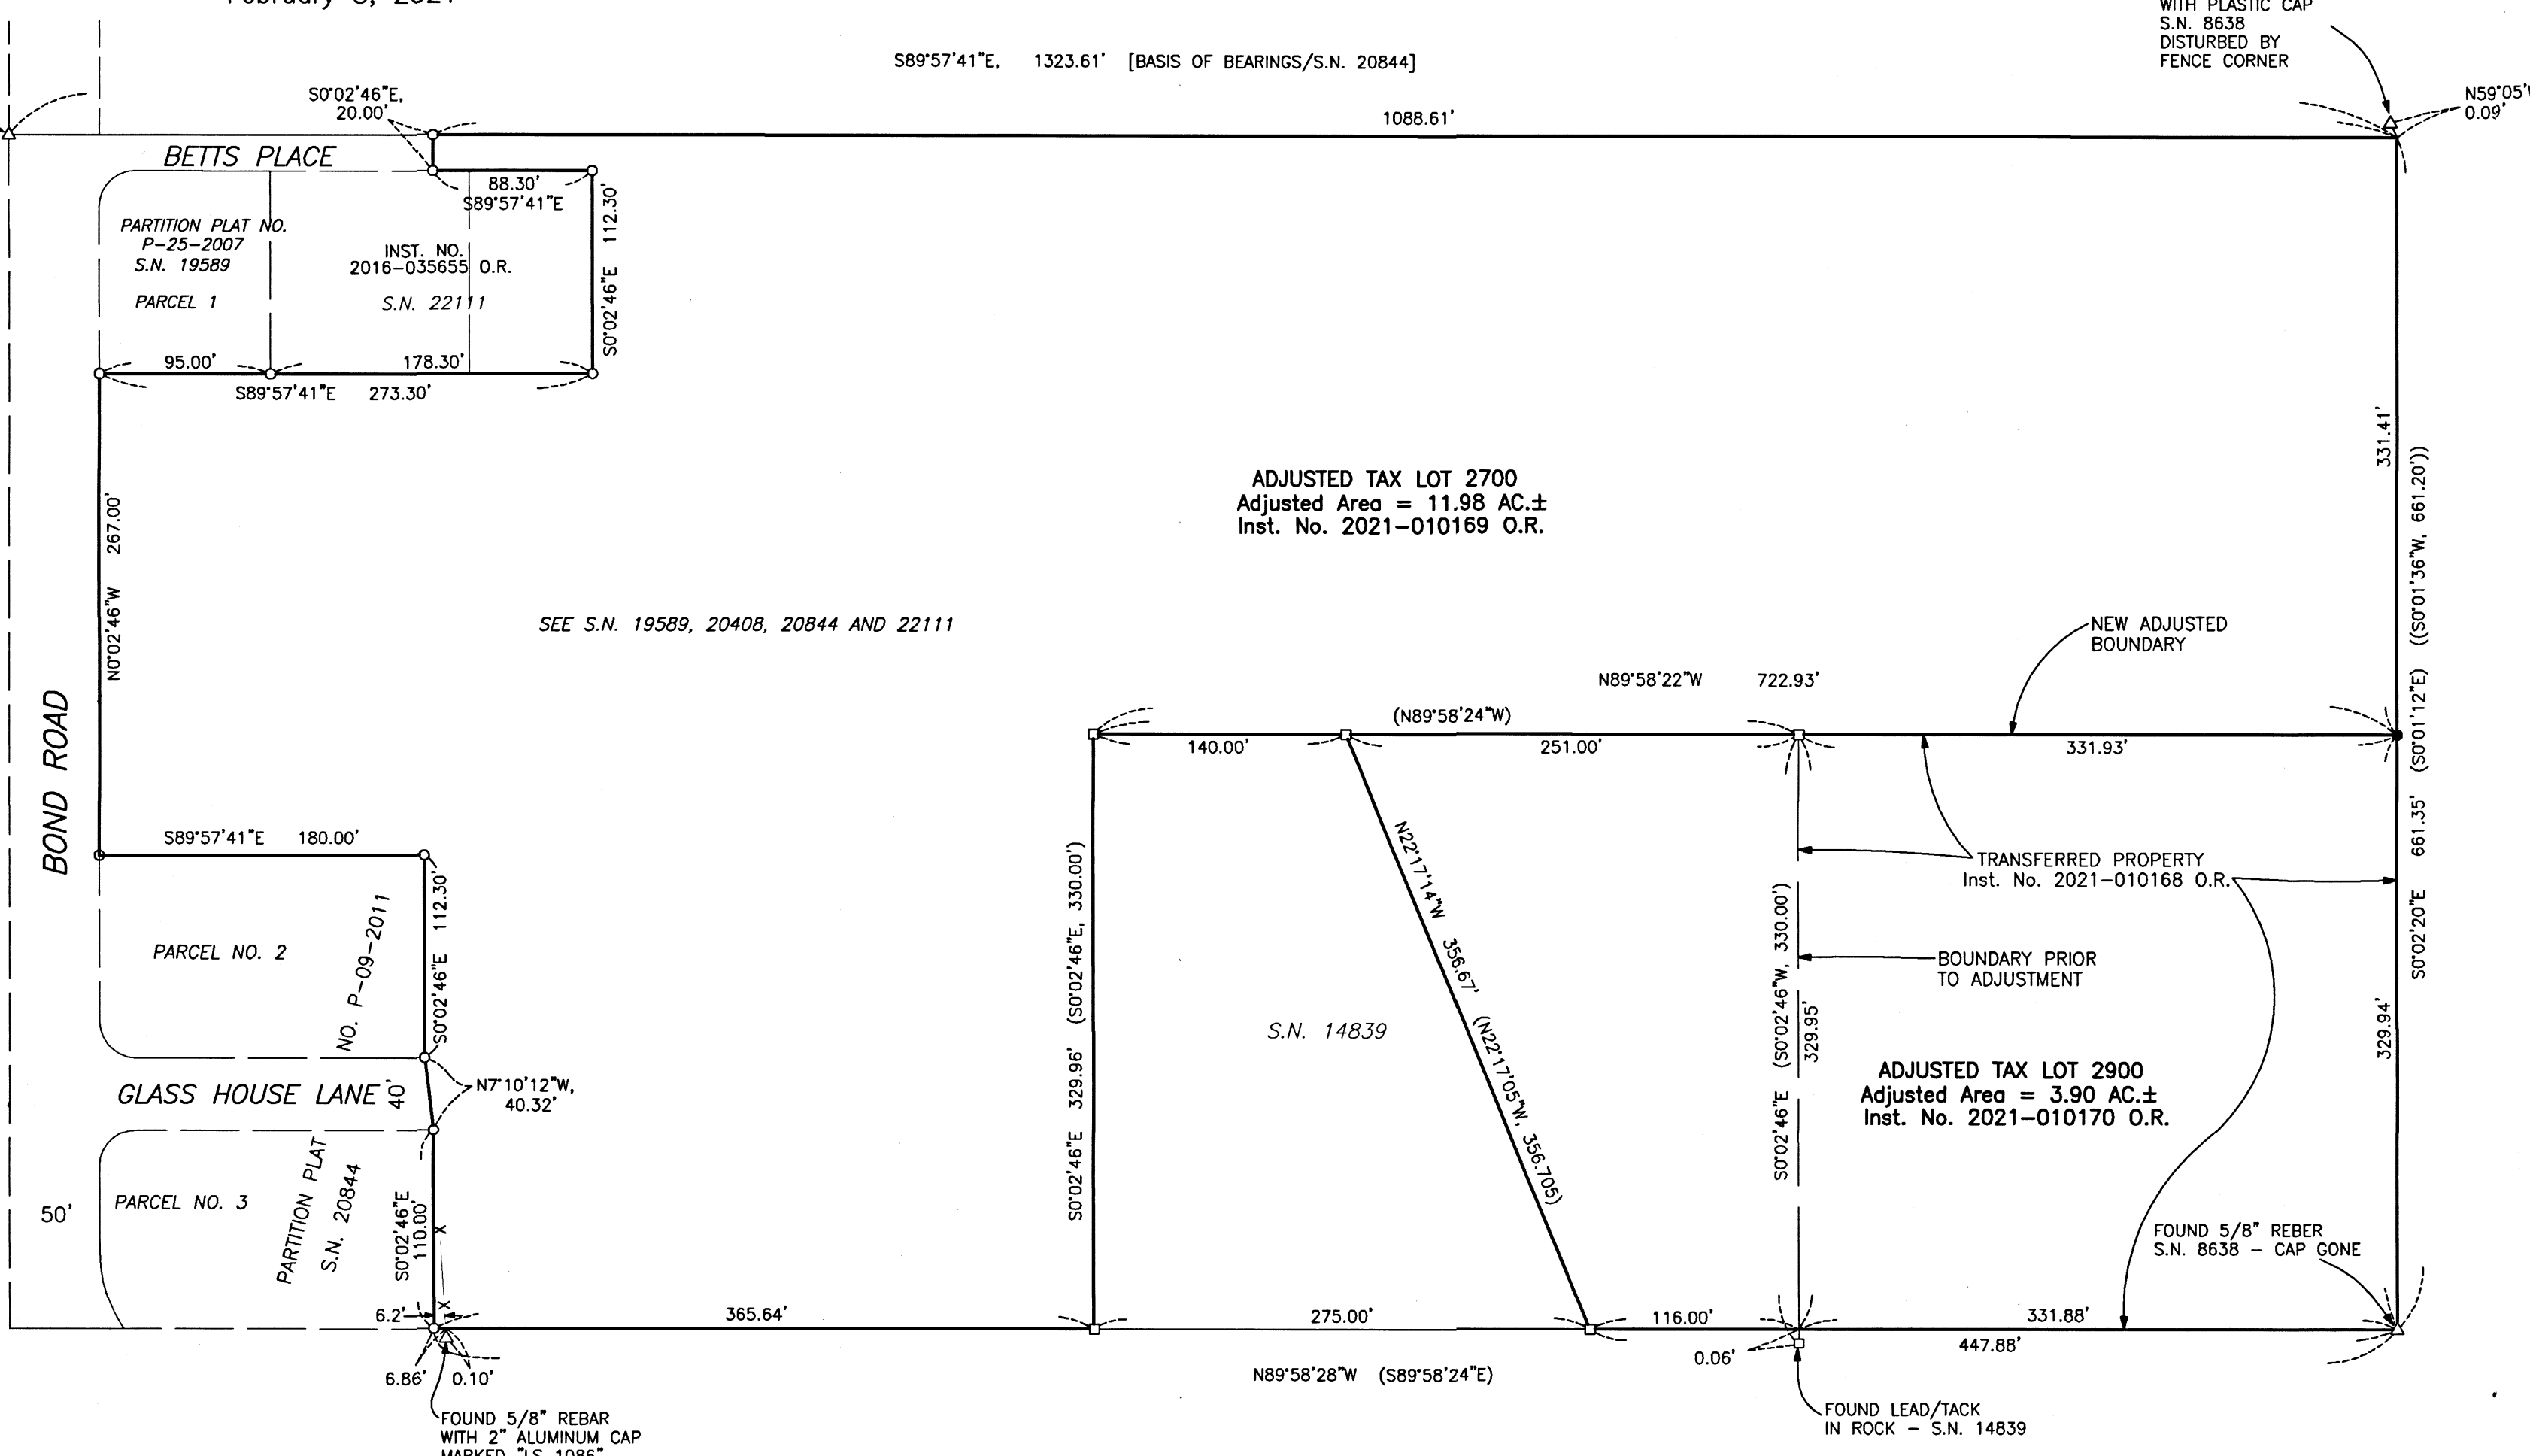 WITH PLASTIC CAP
S.N. 8638
DISTURBED BY
FENCE CORNER
S89°57'41"E, 1323.61' [BASIS OF BEARINGS/S.N. 20844]
S0°02'46"E,
20.00'
1088.61'
0.09'
BETTS PLACE
88.30'
S89°57'41"E
S0°02'46"E 112.30'
PARTITION PLAT NO.
P-25-2007
S.N. 19589
PARCEL 1
INST. NO.
2016-035655 O.R.
S.N. 22111
95.00'
178.30'
S89°57'41"E 273.30'
N0°02'46"W 267.00'
331.41'
ADJUSTED TAX LOT 2700
Adjusted Area = 11.98 AC.±
Inst. No. 2021-010169 O.R.
SEE S.N. 19589, 20408, 20844 AND 22111
NEW ADJUSTED
BOUNDARY
S0°02'20"E 661.35' (S0°01'12"E) ((S0°01'36"W, 661.20'))
N89°58'22"W 722.93'
(N89°58'24"W)
140.00'
251.00'
331.93'
BOND ROAD
S89°57'41"E 180.00'
S0°02'46"E 112.30'
PARCEL NO. 2
NO. P-09-2011
N22°17'14"W 356.67' (N22°17'05"W, 356.705)
S0°02'46"E 329.96' (S0°02'46"E, 330.00')
S0°02'46"E (S0°02'46"W, 330.00')
329.95'
TRANSFERRED PROPERTY
Inst. No. 2021-010168 O.R.
BOUNDARY PRIOR
TO ADJUSTMENT
S.N. 14839
329.94'
GLASS HOUSE LANE
40'
N7°10'12"W,
40.32'
ADJUSTED TAX LOT 2900
Adjusted Area = 3.90 AC.±
Inst. No. 2021-010170 O.R.
PARCEL NO. 3
PARTITION PLAT
S.N. 20844
S0°02'46"E
110.00'
X
X
50'
FOUND 5/8" REBER
S.N. 8638 - CAP GONE
6.2'
365.64'
275.00'
116.00'
331.88'
447.88'
0.06'
6.86'
0.10'
N89°58'28"W (S89°58'24"E)
FOUND 5/8" REBAR
WITH 2" ALUMINUM CAP
FOUND LEAD/TACK
IN ROCK - S.N. 14839